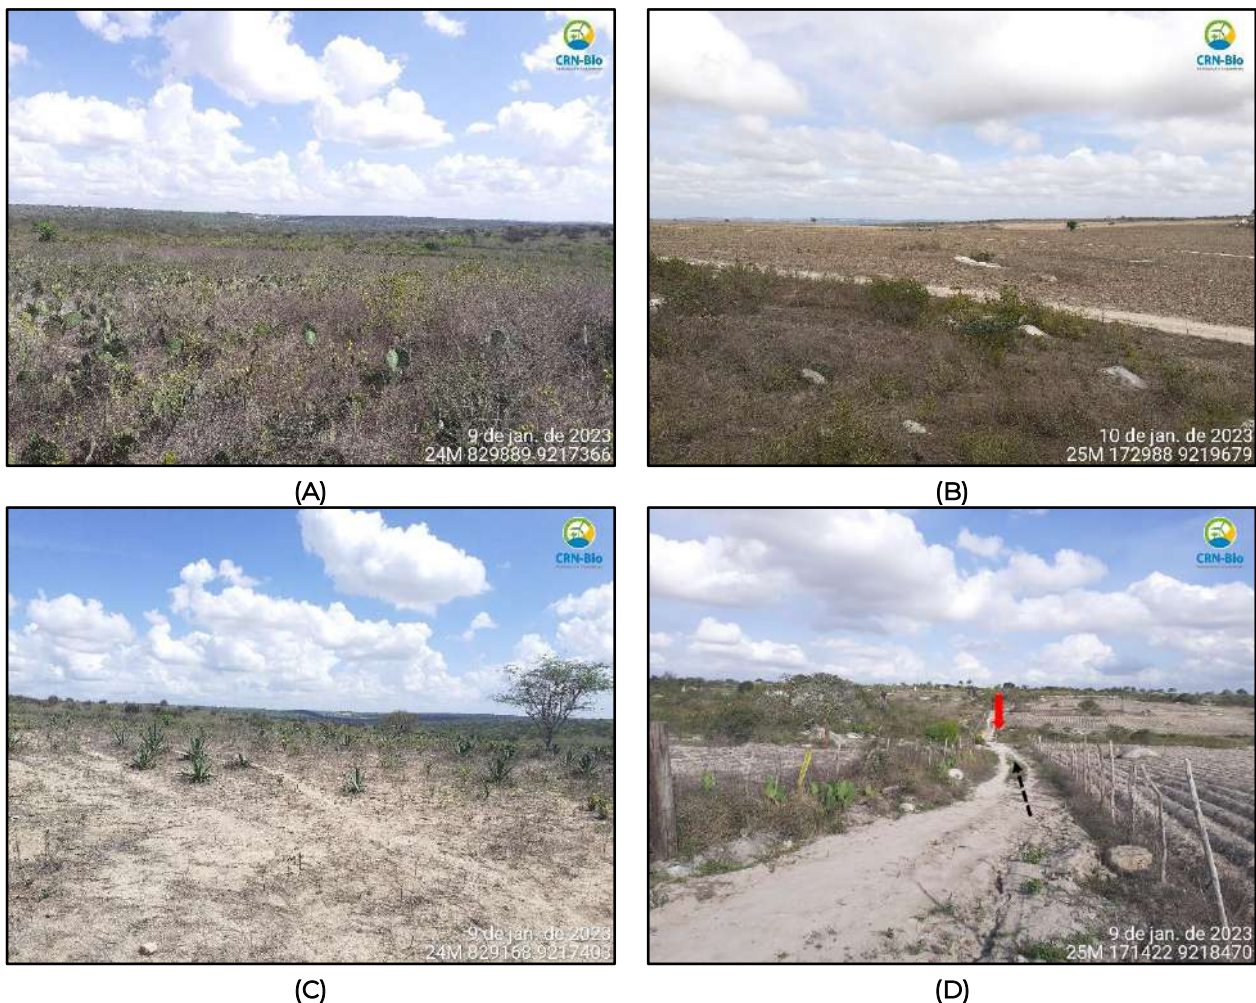 CRN-Bio
CRN-Bio
9 de jan. de 2023
24M 829889 9217366
10 de jan. de 2023
25M 172988 9219679
(A)
(B)
CRN-Bio
CRN-Bio
9 de jan. de 2023
24M 829168 9217403
9 de jan. de 2023
25M 171422 9218470
(C)
(D)